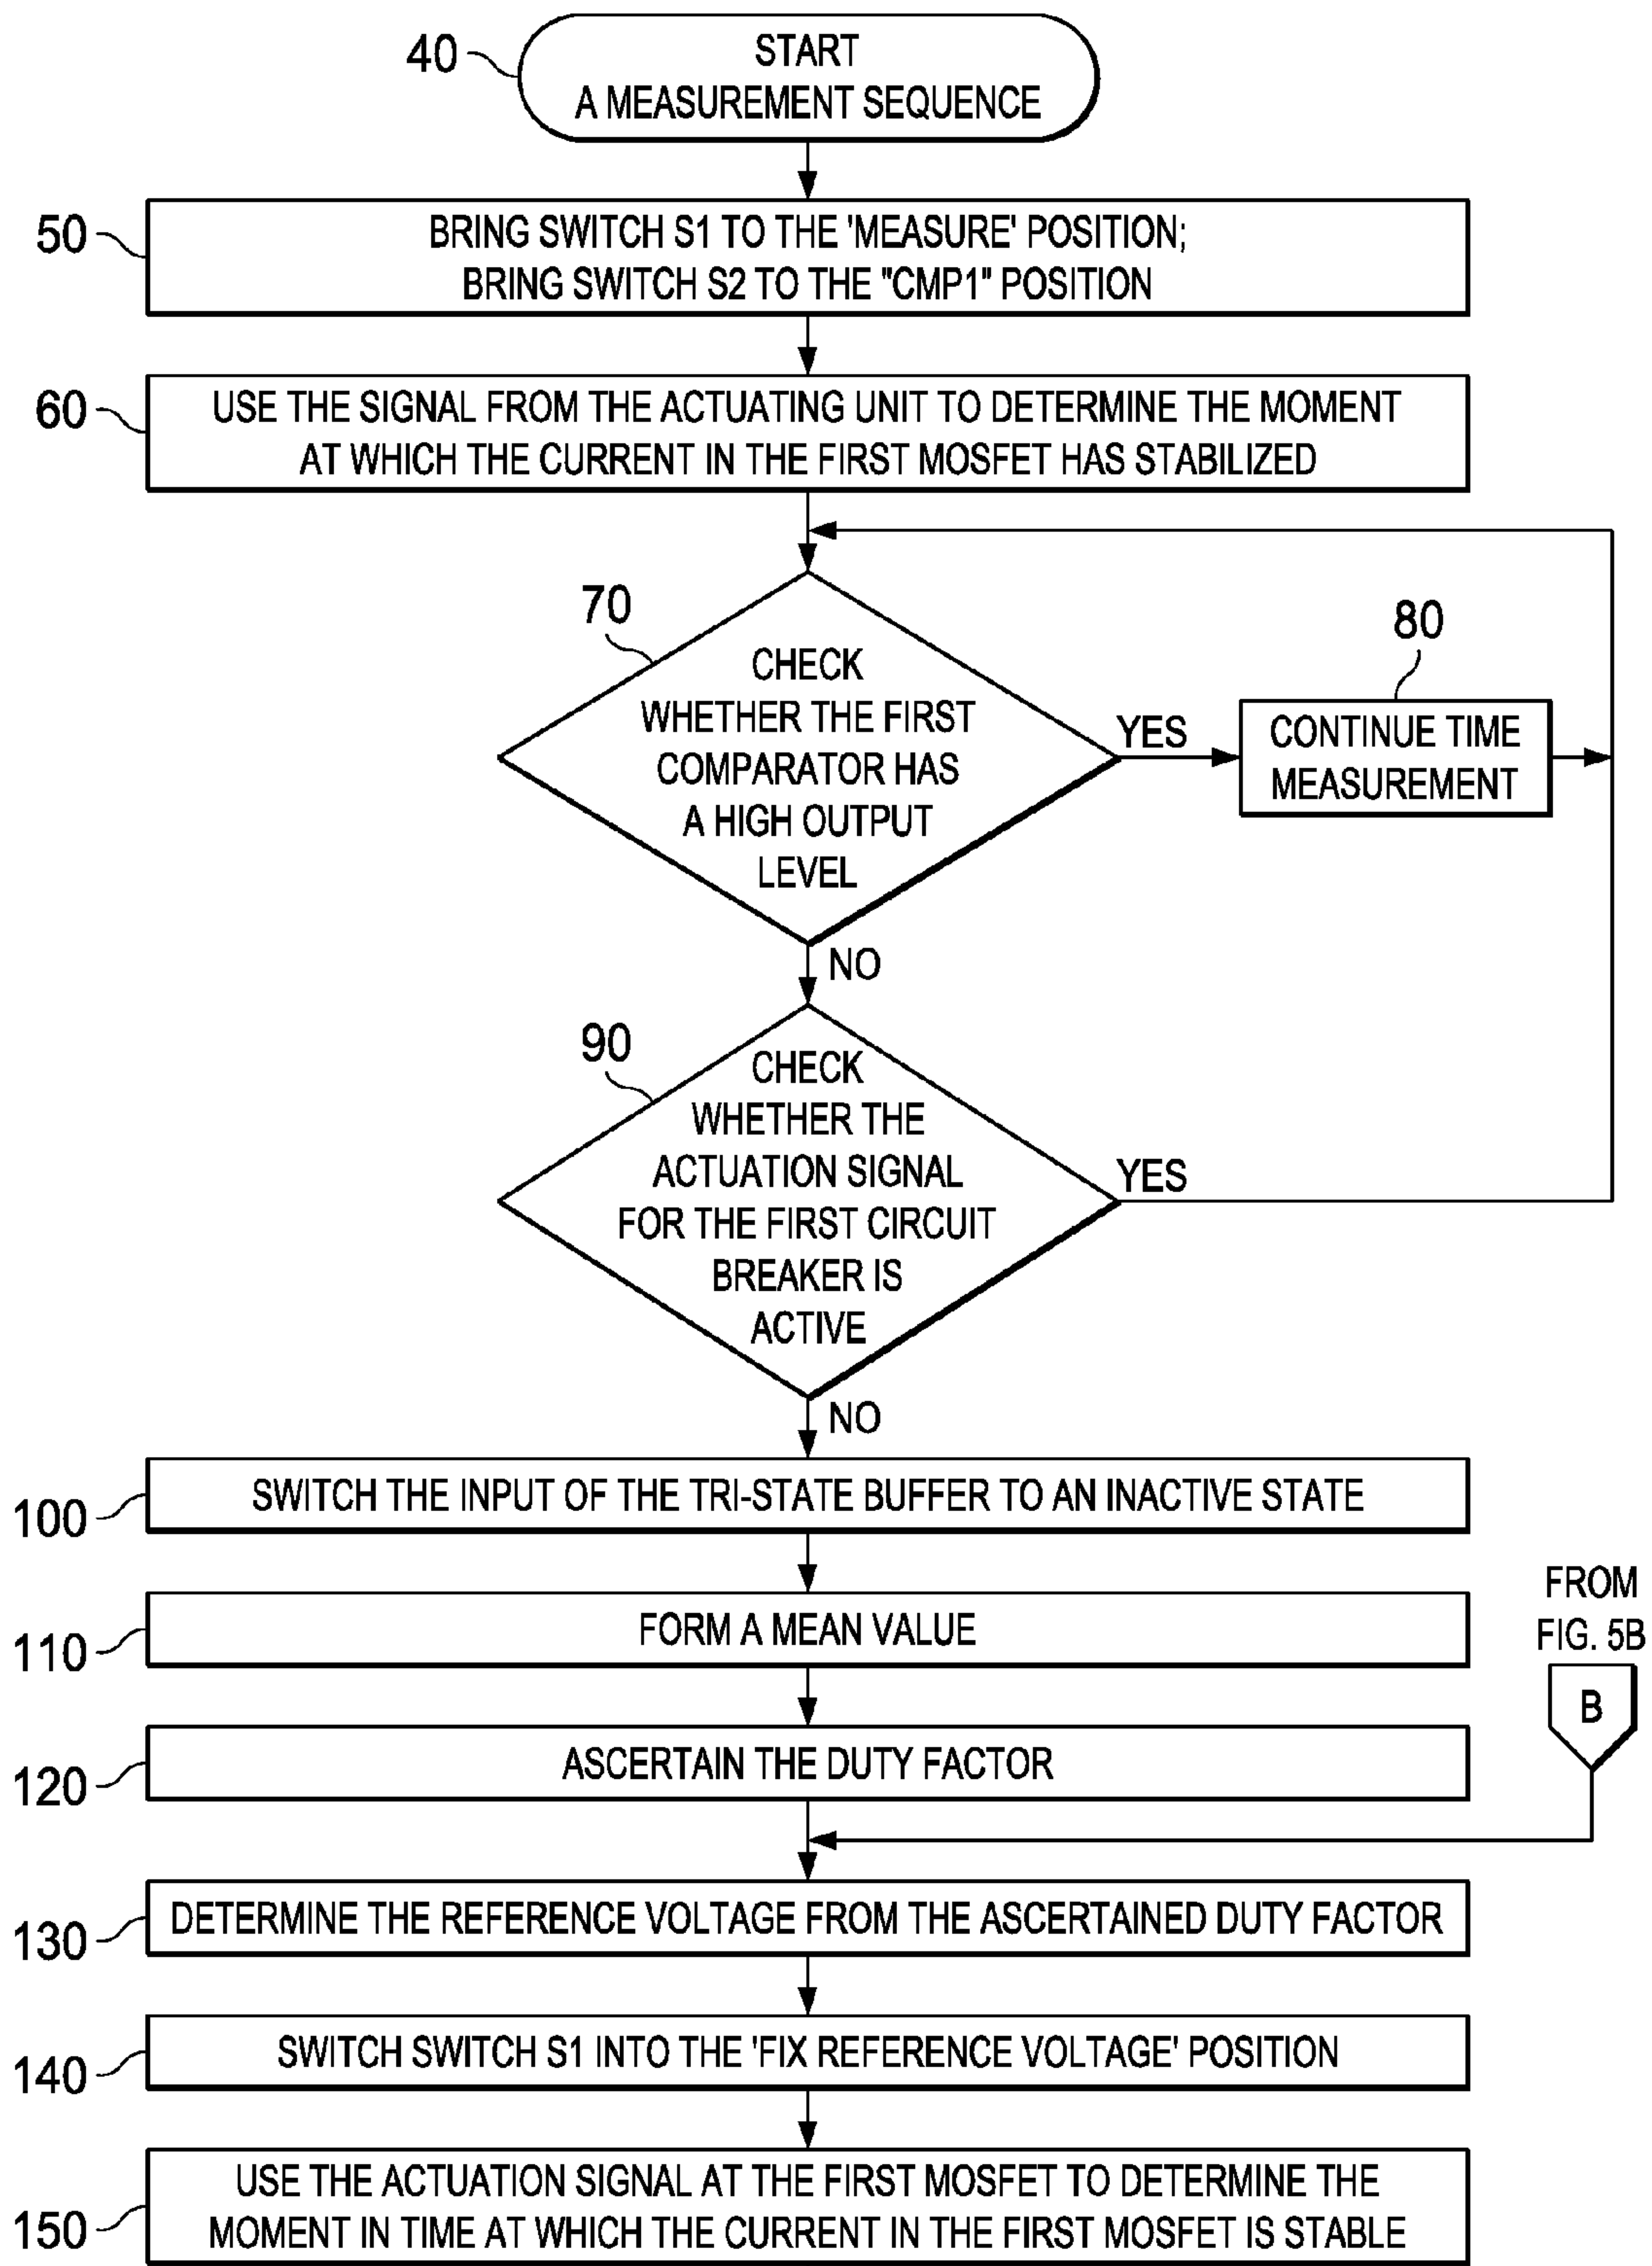 40
START
A MEASUREMENT SEQUENCE
50
BRING SWITCH S1 TO THE 'MEASURE' POSITION;
BRING SWITCH S2 TO THE "CMP1" POSITION
60
USE THE SIGNAL FROM THE ACTUATING UNIT TO DETERMINE THE MOMENT
AT WHICH THE CURRENT IN THE FIRST MOSFET HAS STABILIZED
70
CHECK
WHETHER THE FIRST
COMPARATOR HAS
A HIGH OUTPUT
LEVEL
YES
80
CONTINUE TIME
MEASUREMENT
NO
90
CHECK
WHETHER THE
ACTUATION SIGNAL
FOR THE FIRST CIRCUIT
BREAKER IS
ACTIVE
YES
NO
100
SWITCH THE INPUT OF THE TRI-STATE BUFFER TO AN INACTIVE STATE
110
FORM A MEAN VALUE
FROM
FIG. 5B
B
120
ASCERTAIN THE DUTY FACTOR
130
DETERMINE THE REFERENCE VOLTAGE FROM THE ASCERTAINED DUTY FACTOR
140
SWITCH SWITCH S1 INTO THE 'FIX REFERENCE VOLTAGE' POSITION
150
USE THE ACTUATION SIGNAL AT THE FIRST MOSFET TO DETERMINE THE
MOMENT IN TIME AT WHICH THE CURRENT IN THE FIRST MOSFET IS STABLE